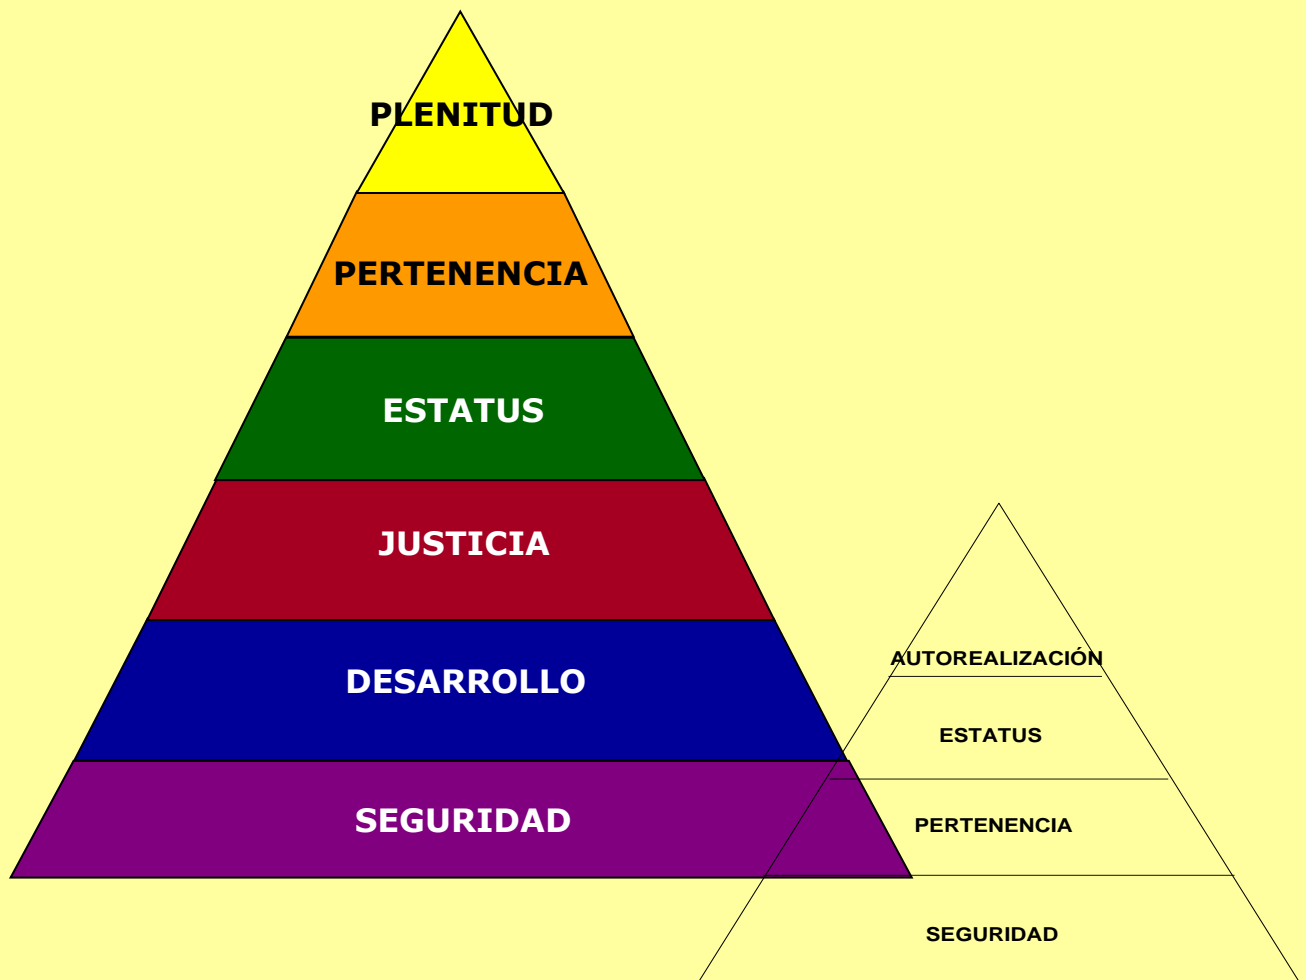 PLENITUD
PERTENENCIA
ESTATUS
JUSTICIA
DESARROLLO
SEGURIDAD
AUTOREALIZACIÓN
ESTATUS
PERTENENCIA
SEGURIDAD